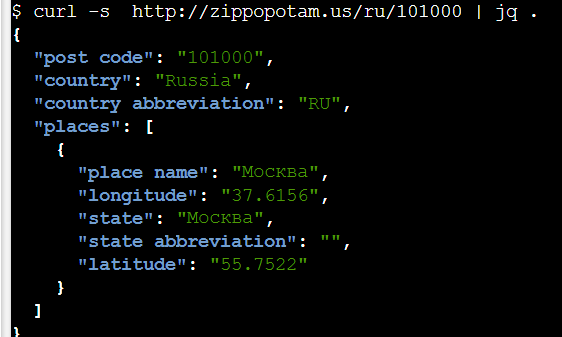 $ curl -s  http://zippopotam.us/ru/101000 | jq .
{
  "post code": "101000",
  "country": "Russia",
  "country abbreviation": "RU",
  "places": [
    {
      "place name": "Москва",
      "longitude": "37.6156",
      "state": "Москва",
      "state abbreviation": "",
      "latitude": "55.7522"
    }
  ]
}